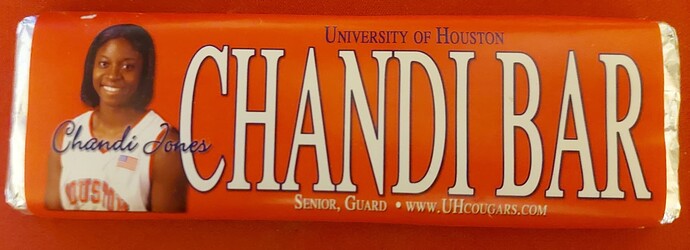 UNIVERSITY OF HOUSTON
CHANDI BAR
Chandi Jones
SENIOR, GUARD • WWW.UHCOUGARS.COM